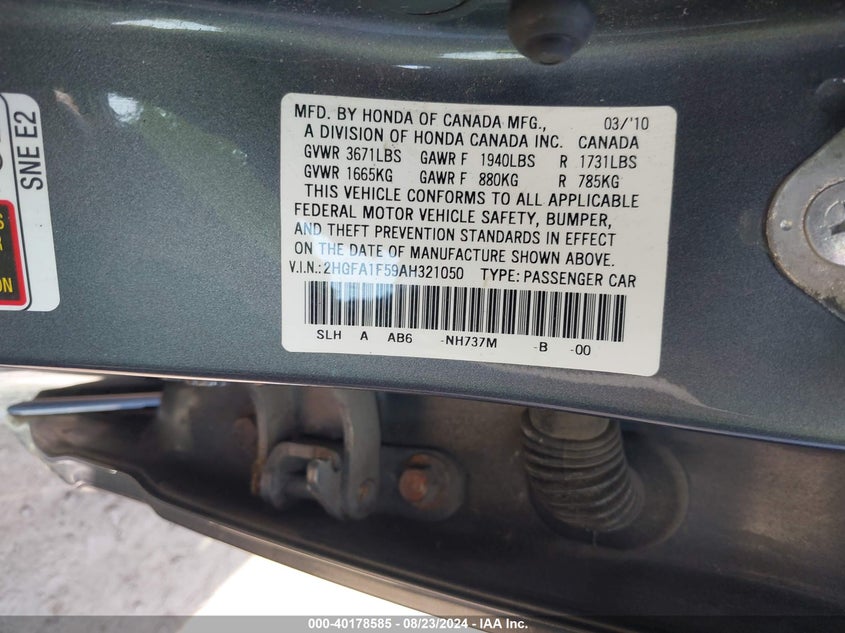 MFD. BY HONDA OF CANADA MFG., 03/'10
A DIVISION OF HONDA CANADA INC. CANADA
GVWR 3671LBS GAWR F 1940LBS R 1731LBS
GVWR 1665KG GAWR F 880KG R 785KG
THIS VEHICLE CONFORMS TO ALL APPLICABLE
FEDERAL MOTOR VEHICLE SAFETY, BUMPER,
AND THEFT PREVENTION STANDARDS IN EFFECT
ON THE DATE OF MANUFACTURE SHOWN ABOVE.
V.I.N.:2HGFA1F59AH321050 TYPE:PASSENGER CAR
SLH A AB6 -NH737M -B -00
SNE E2
000-40178585 - 08/23/2024 - IAA Inc.